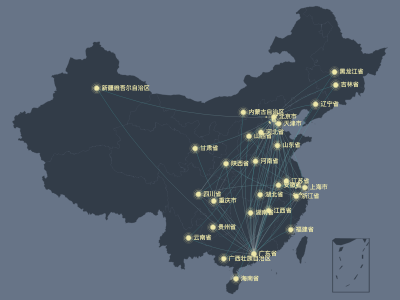 黑龙江省
吉林省
新疆维吾尔自治区
辽宁省
内蒙古自治区
北京市
天津市
河北省
山西省
山东省
甘肃省
陕西省
河南省
江苏省
安徽省
上海市
浙江省
四川省
重庆市
湖北省
湖南省
江西省
贵州省
福建省
云南省
广东省
广西壮族自治区
海南省